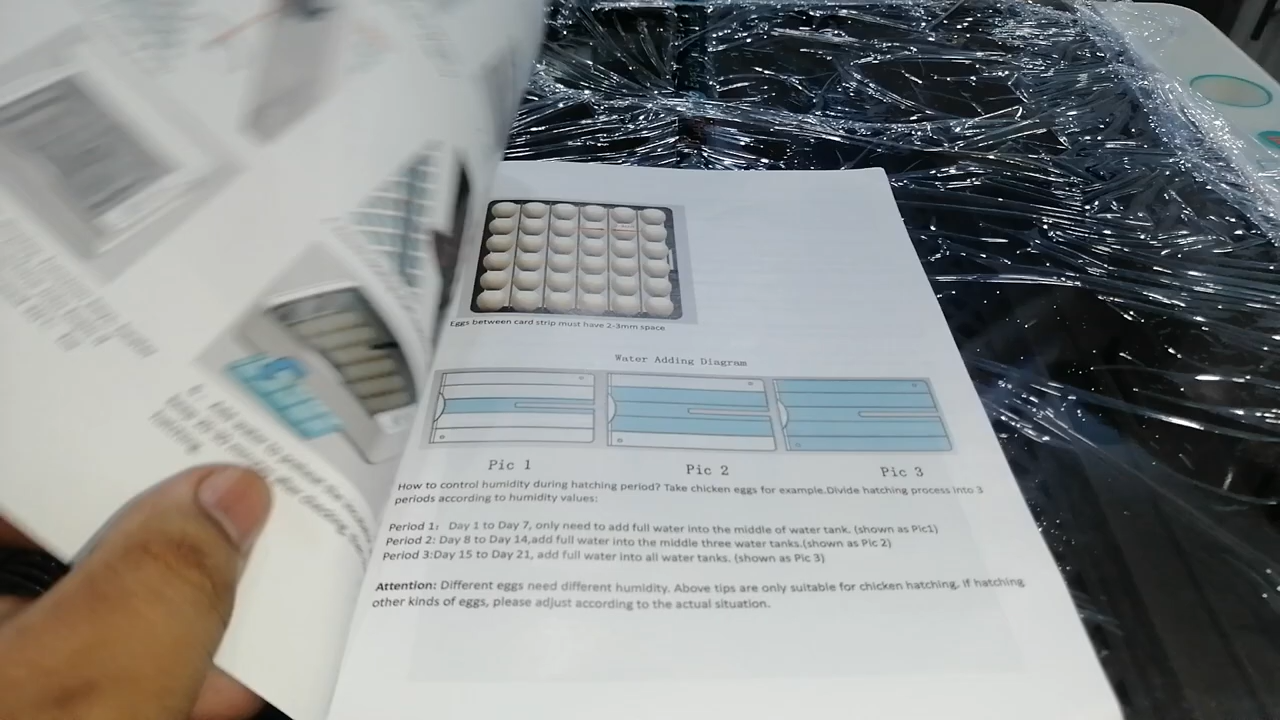 Eggs between card strip must have 2-3mm space
Water Adding Diagram
Pic 1
Pic 2
Pic 3
How to control humidity during hatching period? Take chicken eggs for example.Divide hatching process into 3
periods according to humidity values:
Period 1: Day 1 to Day 7, only need to add full water into the middle of water tank. (shown as Pic1)
Period 2: Day 8 to Day 14,add full water into the middle three water tanks.(shown as Pic 2)
Period 3:Day 15 to Day 21, add full water into all water tanks. (shown as Pic 3)
Attention: Different eggs need different humidity. Above tips are only suitable for chicken hatching. If hatching
other kinds of eggs, please adjust according to the actual situation.